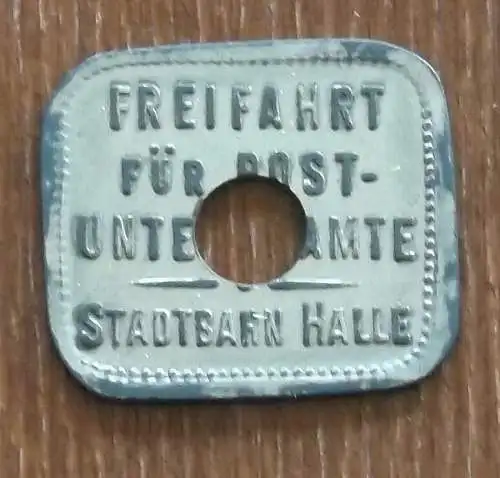 FREIFAHRT
FÜR POST-
UNTE AMTE
STADTBAHN HALLE